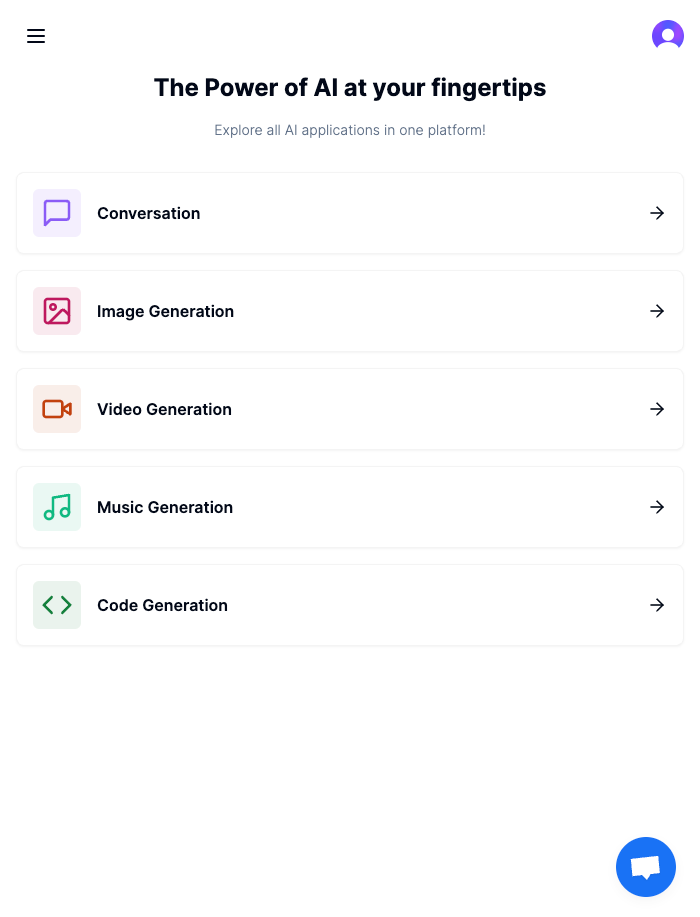 The Power of AI at your fingertips
Explore all AI applications in one platform!
Conversation
Image Generation
Video Generation
Music Generation
Code Generation